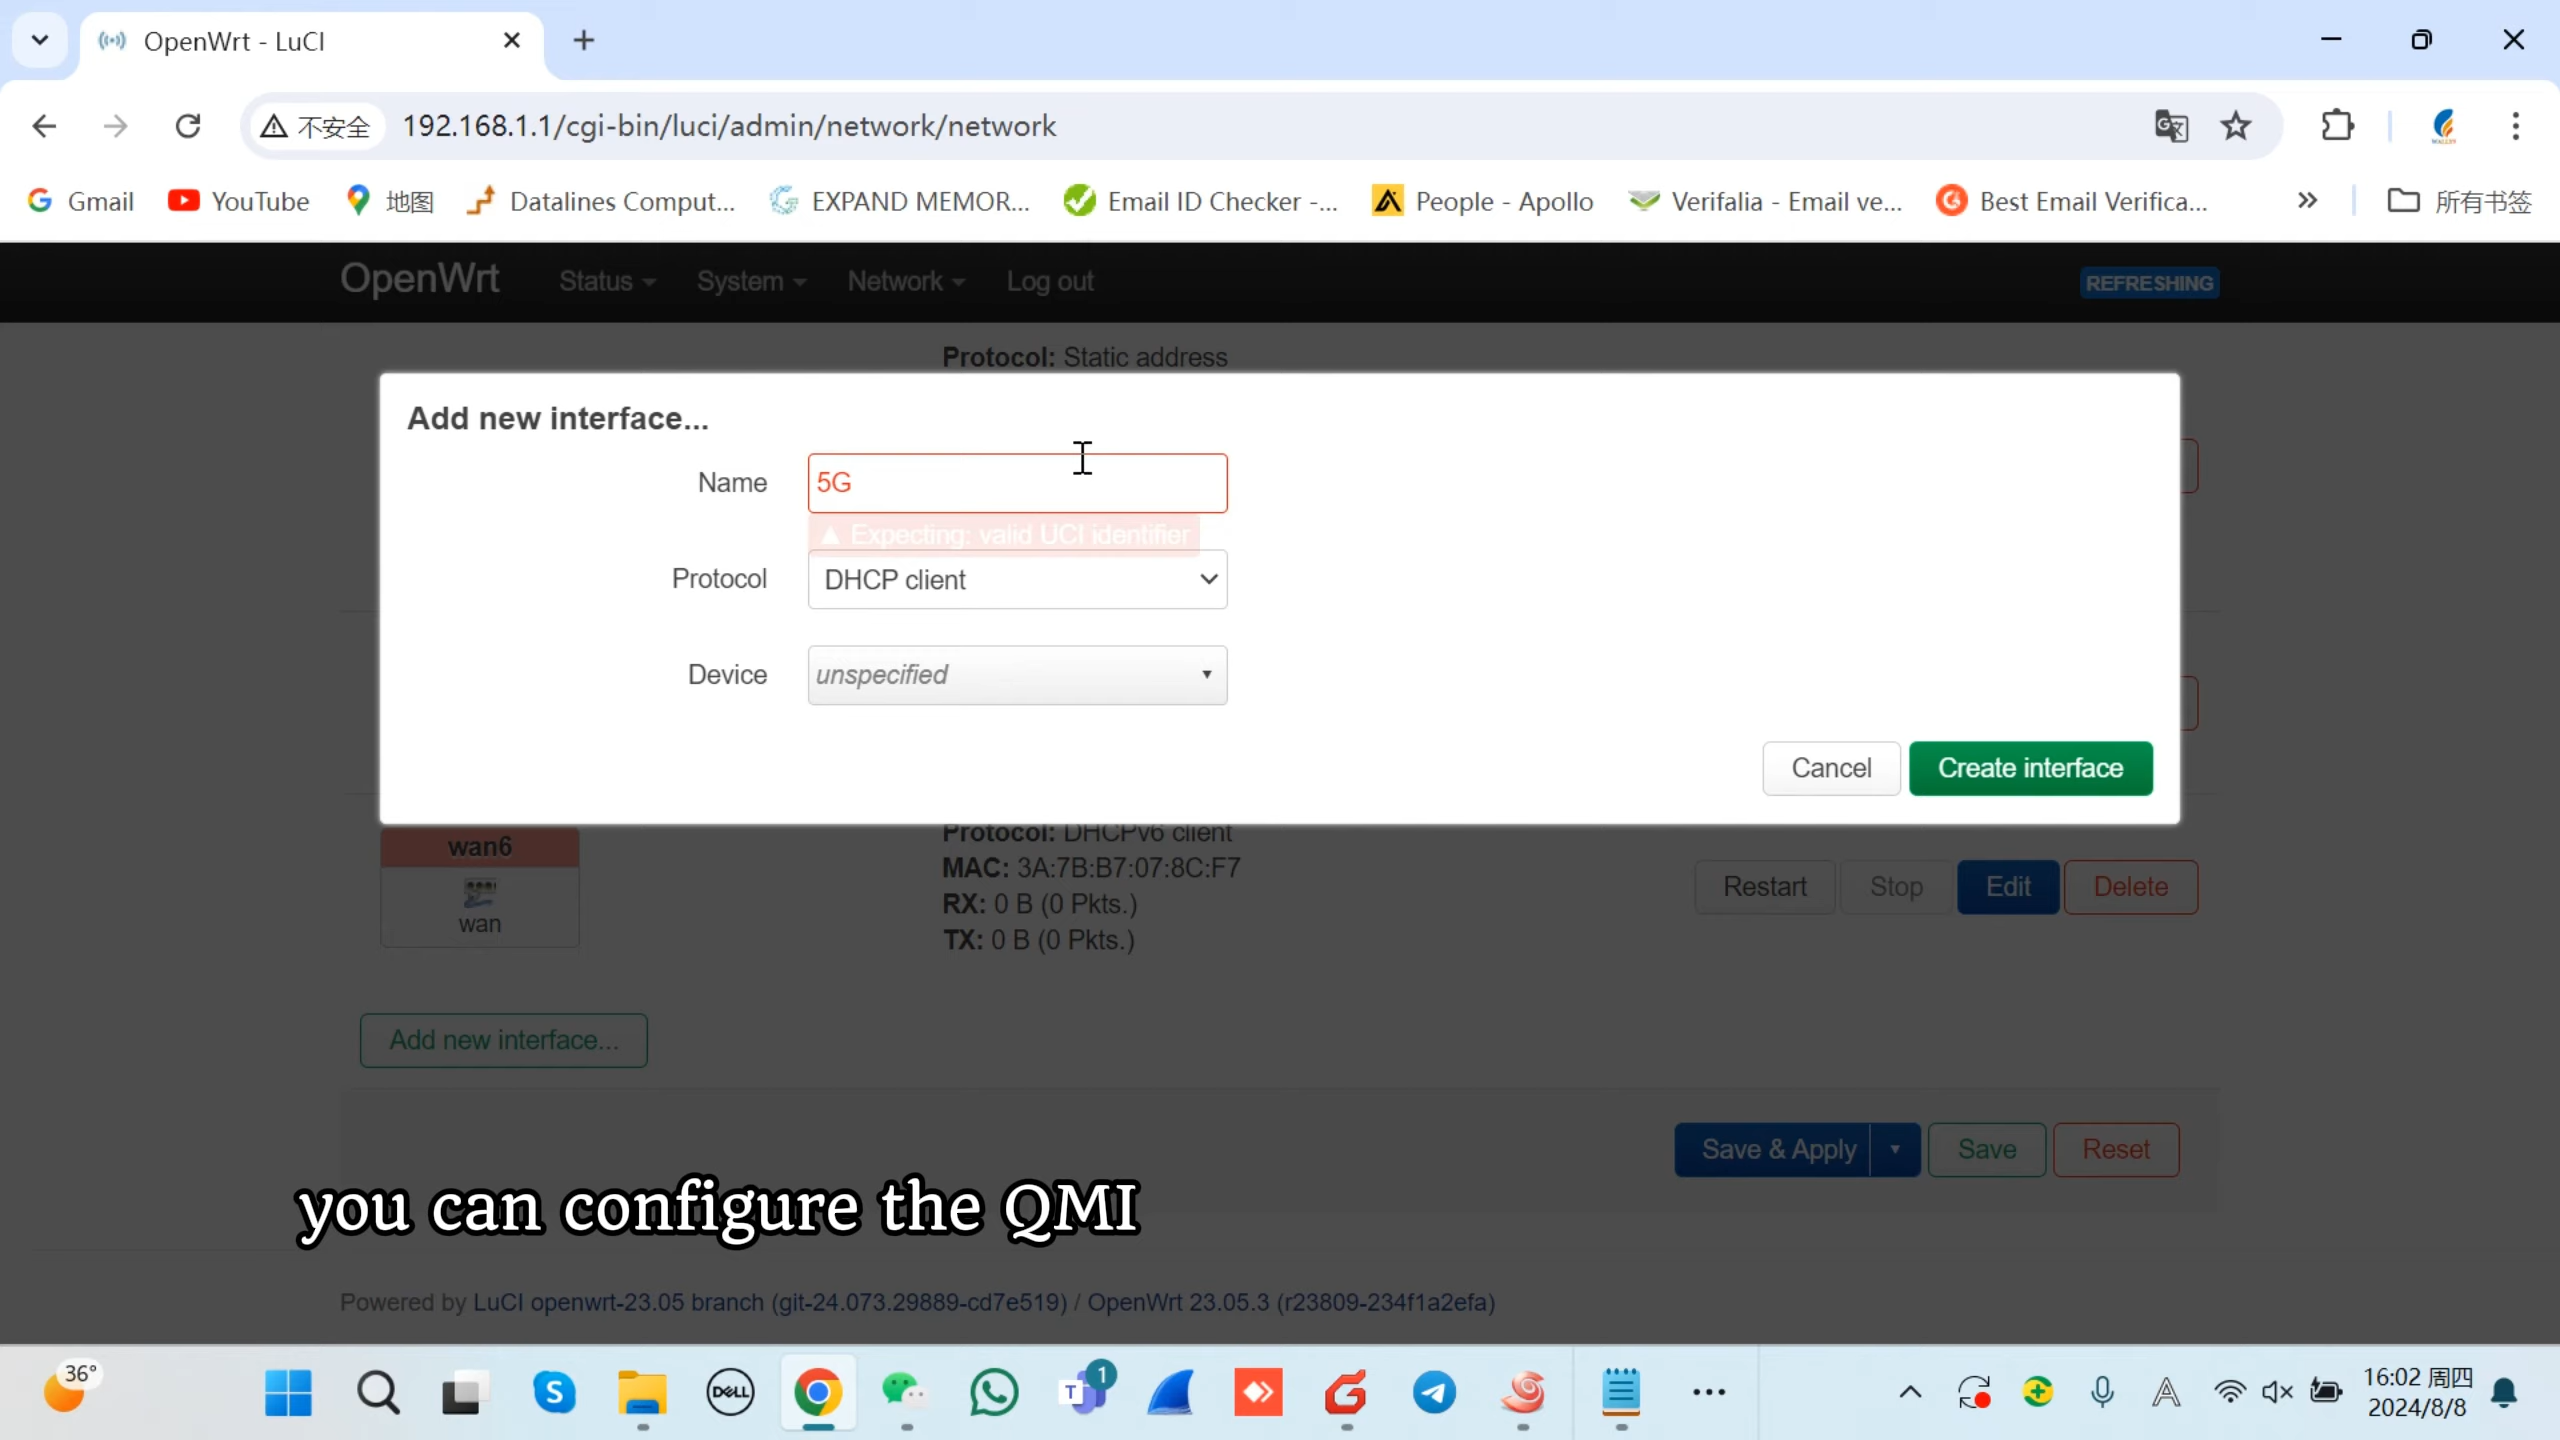 OpenWrt - LuCI
不安全
192.168.1.1/cgi-bin/luci/admin/network/network
Gmail
YouTube
地图
Datalines Comput...
EXPAND MEMOR...
Email ID Checker -...
People - Apollo
Verifalia - Email ve...
Best Email Verifica...
所有书签
OpenWrt
Status
System
Network
Log out
REFRESHING
Protocol: Static address
Add new interface...
Name
5G
Expecting: valid UCI identifier
Protocol
DHCP client
Device
unspecified
Cancel
Create interface
wan6
wan
Protocol: DHCPv6 client
MAC: 3A:7B:B7:07:8C:F7
RX: 0 B (0 Pkts.)
TX: 0 B (0 Pkts.)
Restart
Stop
Edit
Delete
Add new interface...
Save & Apply
Save
Reset
you can configure the QMI
Powered by LuCI openwrt-23.05 branch (git-24.073.29889-cd7e519) / OpenWrt 23.05.3 (r23809-234f1a2efa)
36°
DELL
1
16:02 周四
2024/8/8